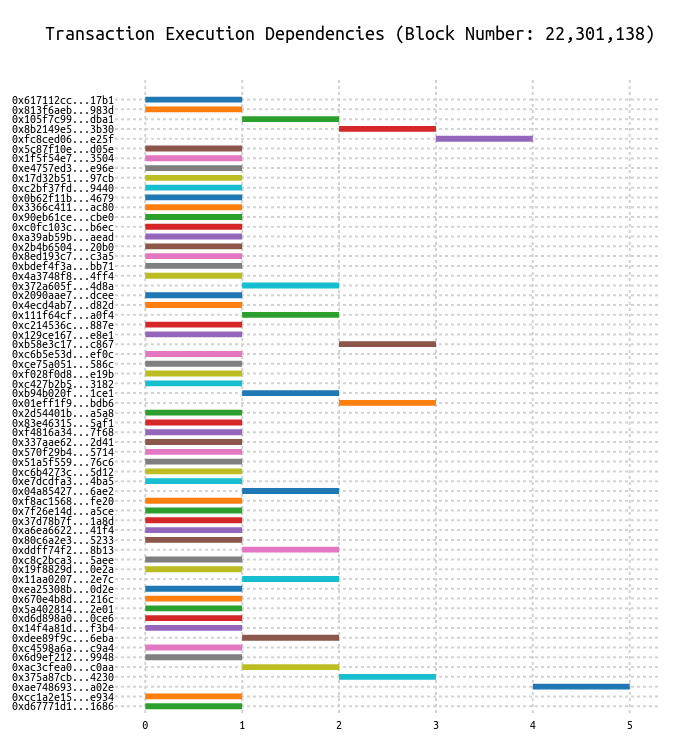 Transaction Execution Dependencies (Block Number: 22,301,138)
0x617112cc...17b1
0x813f6aeb...983d
0x105f7c99...dba1
0x8b2149e5...3b30
0xfc8ced06...e25f
0x5c87f10e...d05e
0x1f5f54e7...3504
0xe4757ed3...e96e
0x17d32b51...97cb
0xc2bf37fd...9440
0x0b62f11b...4679
0x3366c411...ac80
0x90eb61ce...cbe0
0xc0fc103c...b6ec
0xa39ab59b...aead
0x2b4b6504...20b0
0x8ed193c7...c3a5
0xbdef4f3a...bb71
0x4a3748f8...4ff4
0x372a605f...4d8a
0x2090aae7...dcee
0x4ecd4ab7...d82d
0x111f64cf...a0f4
0xc214536c...887e
0x129ce167...e8e1
0xb58e3c17...c867
0xc6b5e53d...ef0c
0xce75a051...586c
0xf028f0d8...e19b
0xc427b2b5...3182
0xb94b020f...1ce1
0x01eff1f9...bdb6
0x2d54401b...a5a8
0x83e46315...5af1
0xf4816a34...7f68
0x337aae62...2d41
0x570f29b4...5714
0x51a5f559...76c6
0xc6b4273c...5d12
0xe7dcdfa3...4ba5
0x04a85427...6ae2
0xf8ac1568...fe20
0x7f26e14d...a5ce
0x37d78b7f...1a8d
0xa6ea6622...41f4
0x80c6a2e3...5233
0xddff74f2...8b13
0xc8c2bca3...5aee
0x19f8829d...0e2a
0x11aa0207...2e7c
0xea25308b...0d2e
0x670e4b8d...216c
0x5a402814...2e01
0xd6d898a0...0ce6
0x14f4a81d...f3b4
0xdee89f9c...6eba
0xc4598a6a...c9a4
0x6d9ef212...9948
0xac3cfea0...c0aa
0x375a87cb...4230
0xae748693...a02e
0xcc1a2e15...e934
0xd67771d1...1686
0 1 2 3 4 5